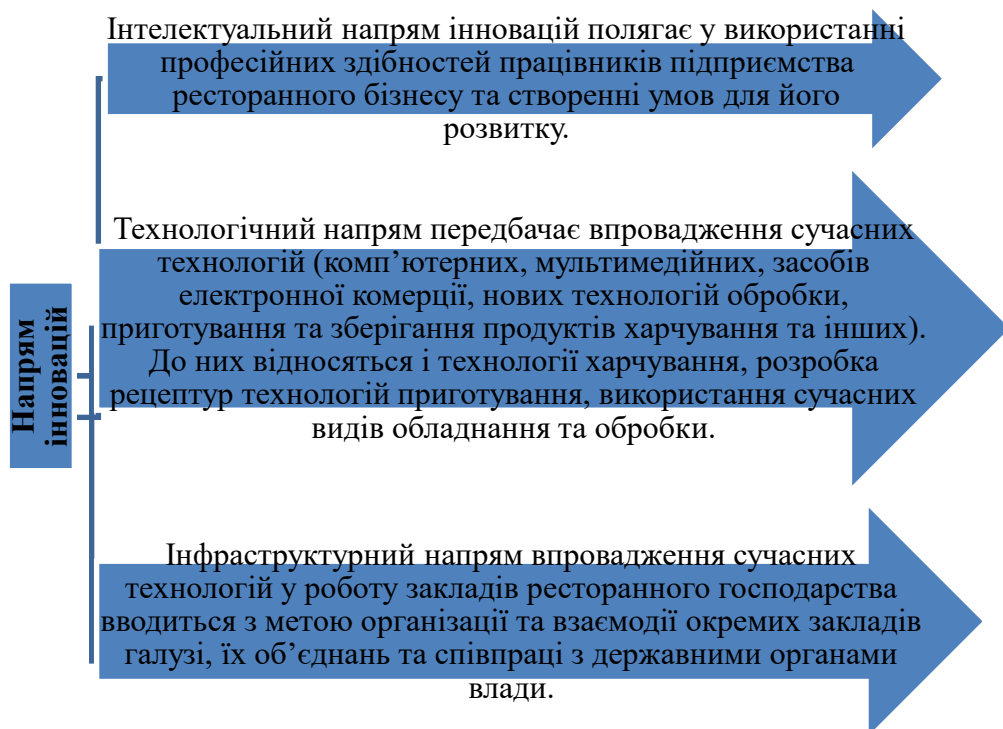 Інтелектуальний напрям інновацій полягає у використанні
професійних здібностей працівників підприємства
ресторанного бізнесу та створенні умов для його
розвитку.
Напрям
інновацій
Технологічний напрям передбачає впровадження сучасних
технологій (комп’ютерних, мультимедійних, засобів
електронної комерції, нових технологій обробки,
приготування та зберігання продуктів харчування та інших).
До них відносяться і технології харчування, розробка
рецептур технологій приготування, використання сучасних
видів обладнання та обробки.
Інфраструктурний напрям впровадження сучасних
технологій у роботу закладів ресторанного господарства
вводиться з метою організації та взаємодії окремих закладів
галузі, їх об’єднань та співпраці з державними органами
влади.